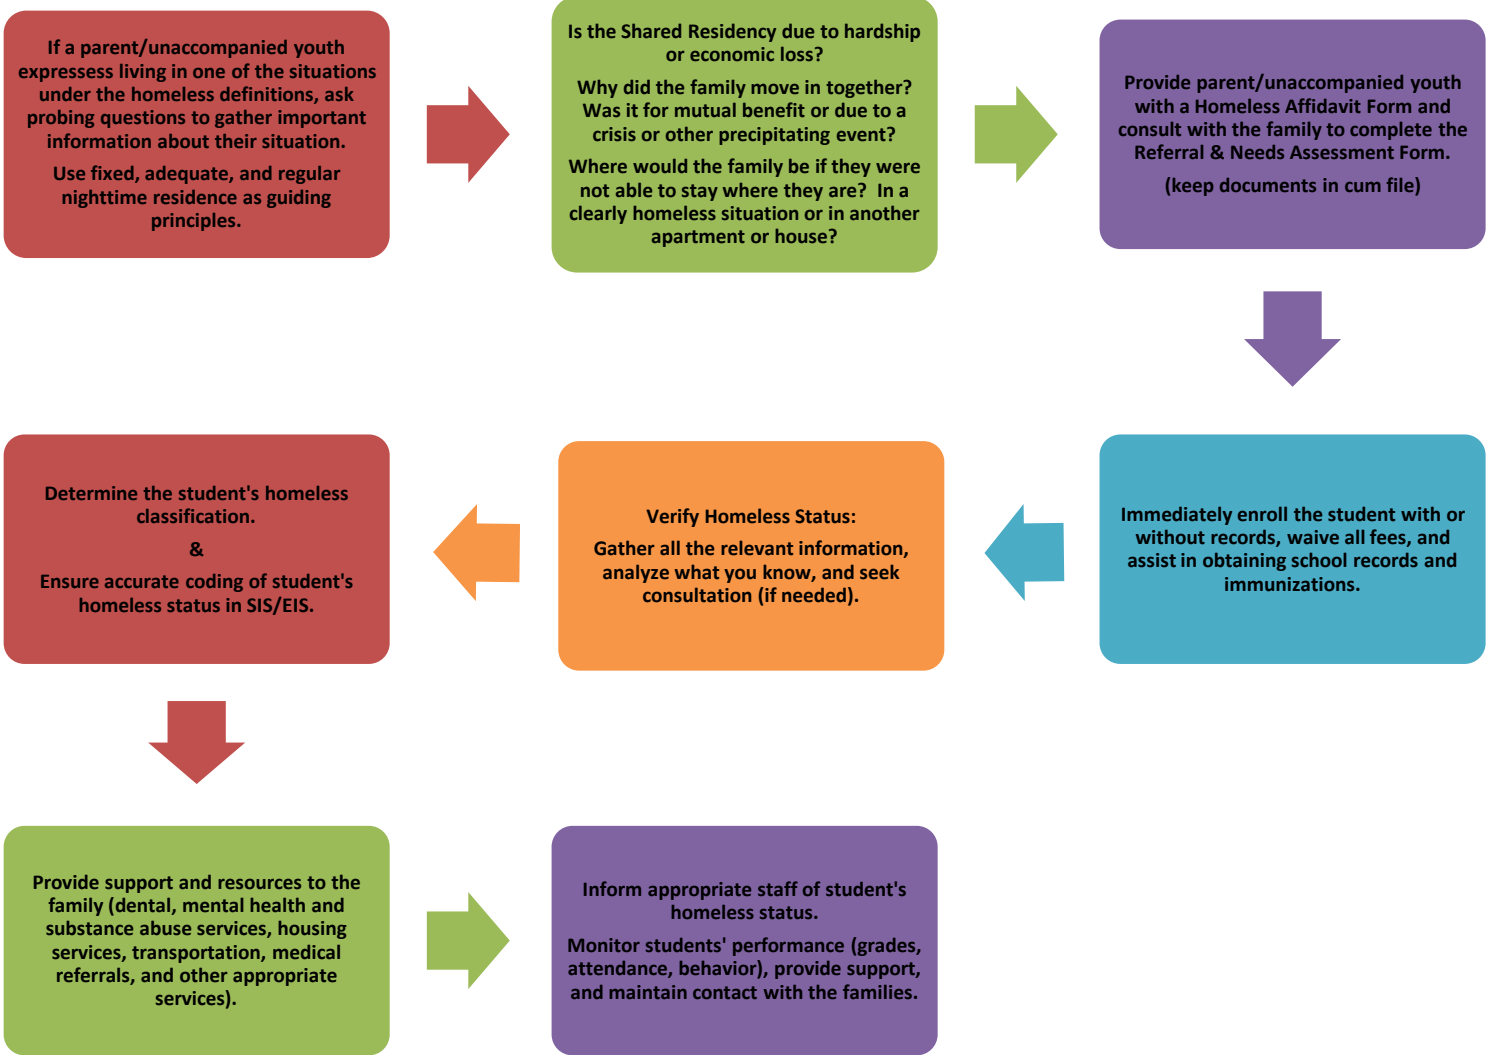 If a parent/unaccompanied youth
expressess living in one of the situations
under the homeless definitions, ask
probing questions to gather important
information about their situation.
Use fixed, adequate, and regular
nighttime residence as guiding
principles.
Is the Shared Residency due to hardship
or economic loss?
Why did the family move in together?
Was it for mutual benefit or due to a
crisis or other precipitating event?
Where would the family be if they were
not able to stay where they are?  In a
clearly homeless situation or in another
apartment or house?
Provide parent/unaccompanied youth
with a Homeless Affidavit Form and
consult with the family to complete the
Referral & Needs Assessment Form.
(keep documents in cum file)
Immediately enroll the student with or
without records, waive all fees, and
assist in obtaining school records and
immunizations.
Verify Homeless Status:
Gather all the relevant information,
analyze what you know, and seek
consultation (if needed).
Determine the student's homeless
classification.
&
Ensure accurate coding of student's
homeless status in SIS/EIS.
Provide support and resources to the
family (dental, mental health and
substance abuse services, housing
services, transportation, medical
referrals, and other appropriate
services).
Inform appropriate staff of student's
homeless status.
Monitor students' performance (grades,
attendance, behavior), provide support,
and maintain contact with the families.